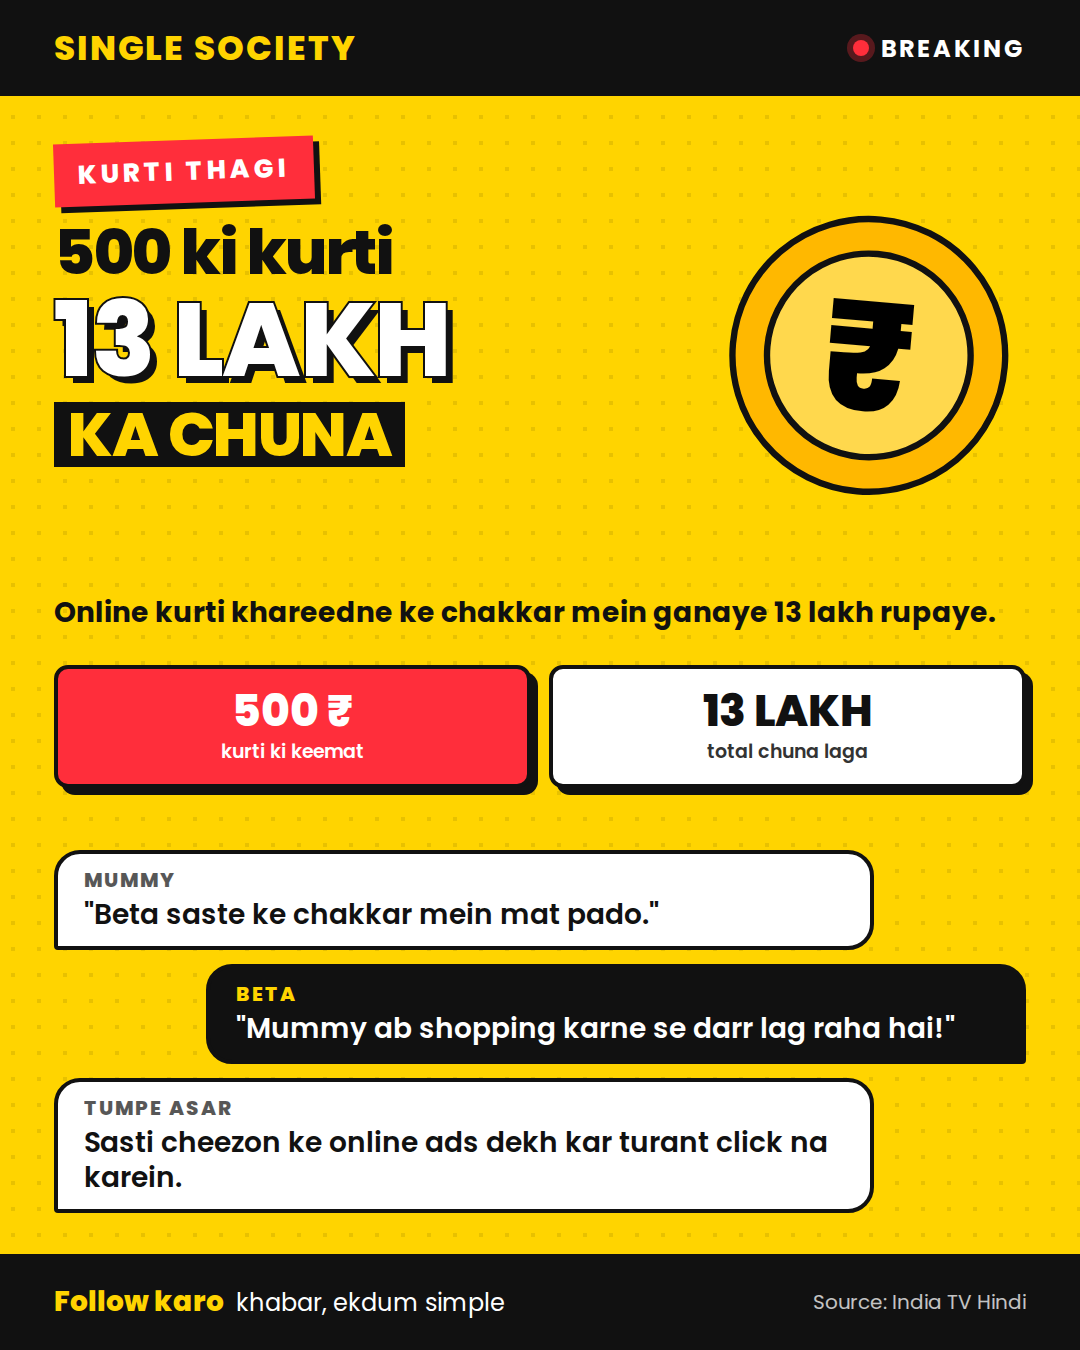 SINGLE SOCIETY
BREAKING
KURTI THAGI
500 ki kurti
13 LAKH
KA CHUNA
₹
Online kurti khareedne ke chakkar mein ganaye 13 lakh rupaye.
500 ₹
kurti ki keemat
13 LAKH
total chuna laga
MUMMY
"Beta saste ke chakkar mein mat pado."
BETA
"Mummy ab shopping karne se darr lag raha hai!"
TUMPE ASAR
Sasti cheezon ke online ads dekh kar turant click na
karein.
Follow karo khabar, ekdum simple
Source: India TV Hindi